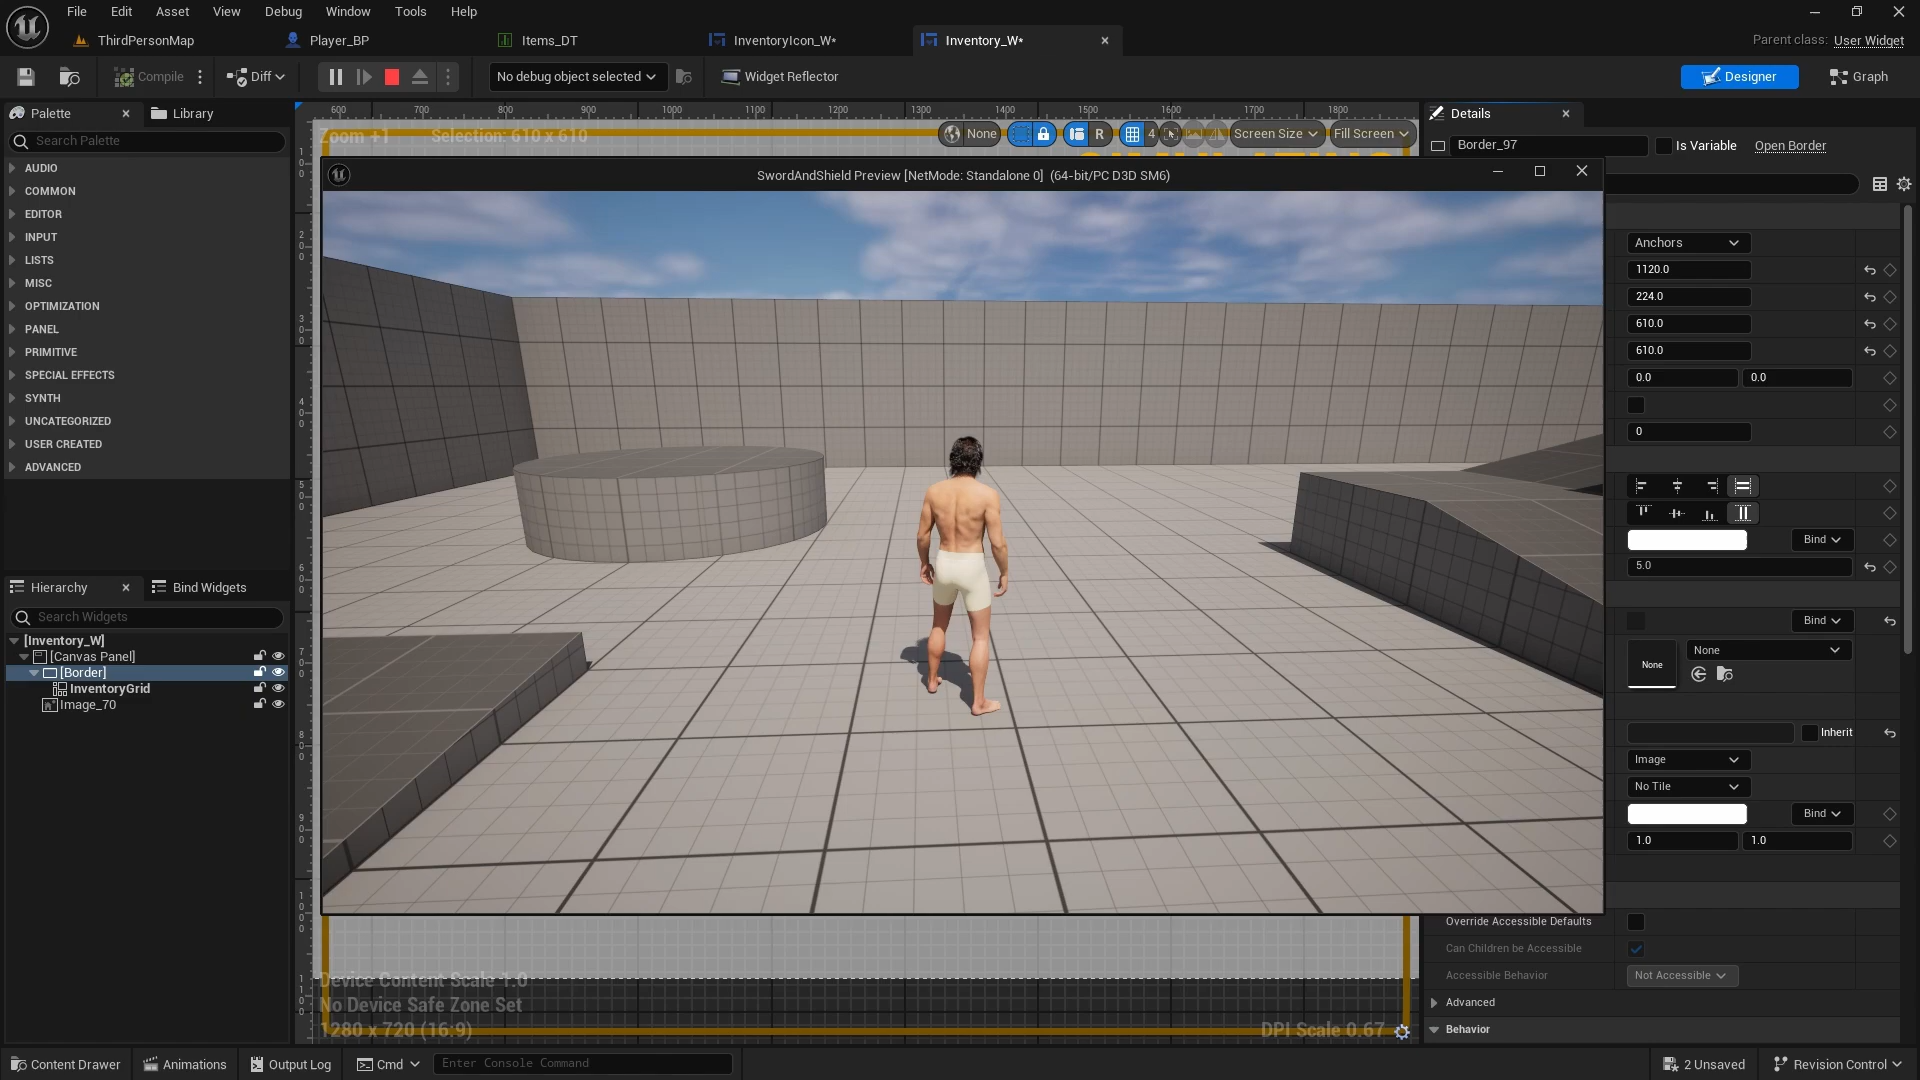 File Edit Asset View Debug Window Tools Help
ThirdPersonMap Player_BP Items_DT InventoryIcon_W* Inventory_W*
Parent class: User Widget
Compile Diff No debug object selected Widget Reflector Designer Graph
Palette Library
Search Palette
AUDIO
COMMON
EDITOR
INPUT
LISTS
MISC
OPTIMIZATION
PANEL
PRIMITIVE
SPECIAL EFFECTS
SYNTH
UNCATEGORIZED
USER CREATED
ADVANCED
Hierarchy Bind Widgets
Search Widgets
[Inventory_W]
[Canvas Panel]
[Border]
InventoryGrid
Image_70
600 700 800 900 1000 1100 1200 1300 1400 1500 1600 1700 1800
Zoom +1 Selection: 610 x 610
None R 4 Screen Size Fill Screen
SwordAndShield Preview [NetMode: Standalone 0] (64-bit/PC D3D SM6)
Device Content Scale 1.0
No Device Safe Zone Set
1280 x 720 (16:9)
DPI Scale 0.67
Details
Border_97 Is Variable Open Border
Anchors
1120.0
224.0
610.0
610.0
0.0 0.0
0
Bind
5.0
Bind
None None
Inherit
Image
No Tile
Bind
1.0 1.0
Override Accessible Defaults
Can Children be Accessible
Accessible Behavior Not Accessible
Advanced
Behavior
Content Drawer Animations Output Log Cmd Enter Console Command 2 Unsaved Revision Control